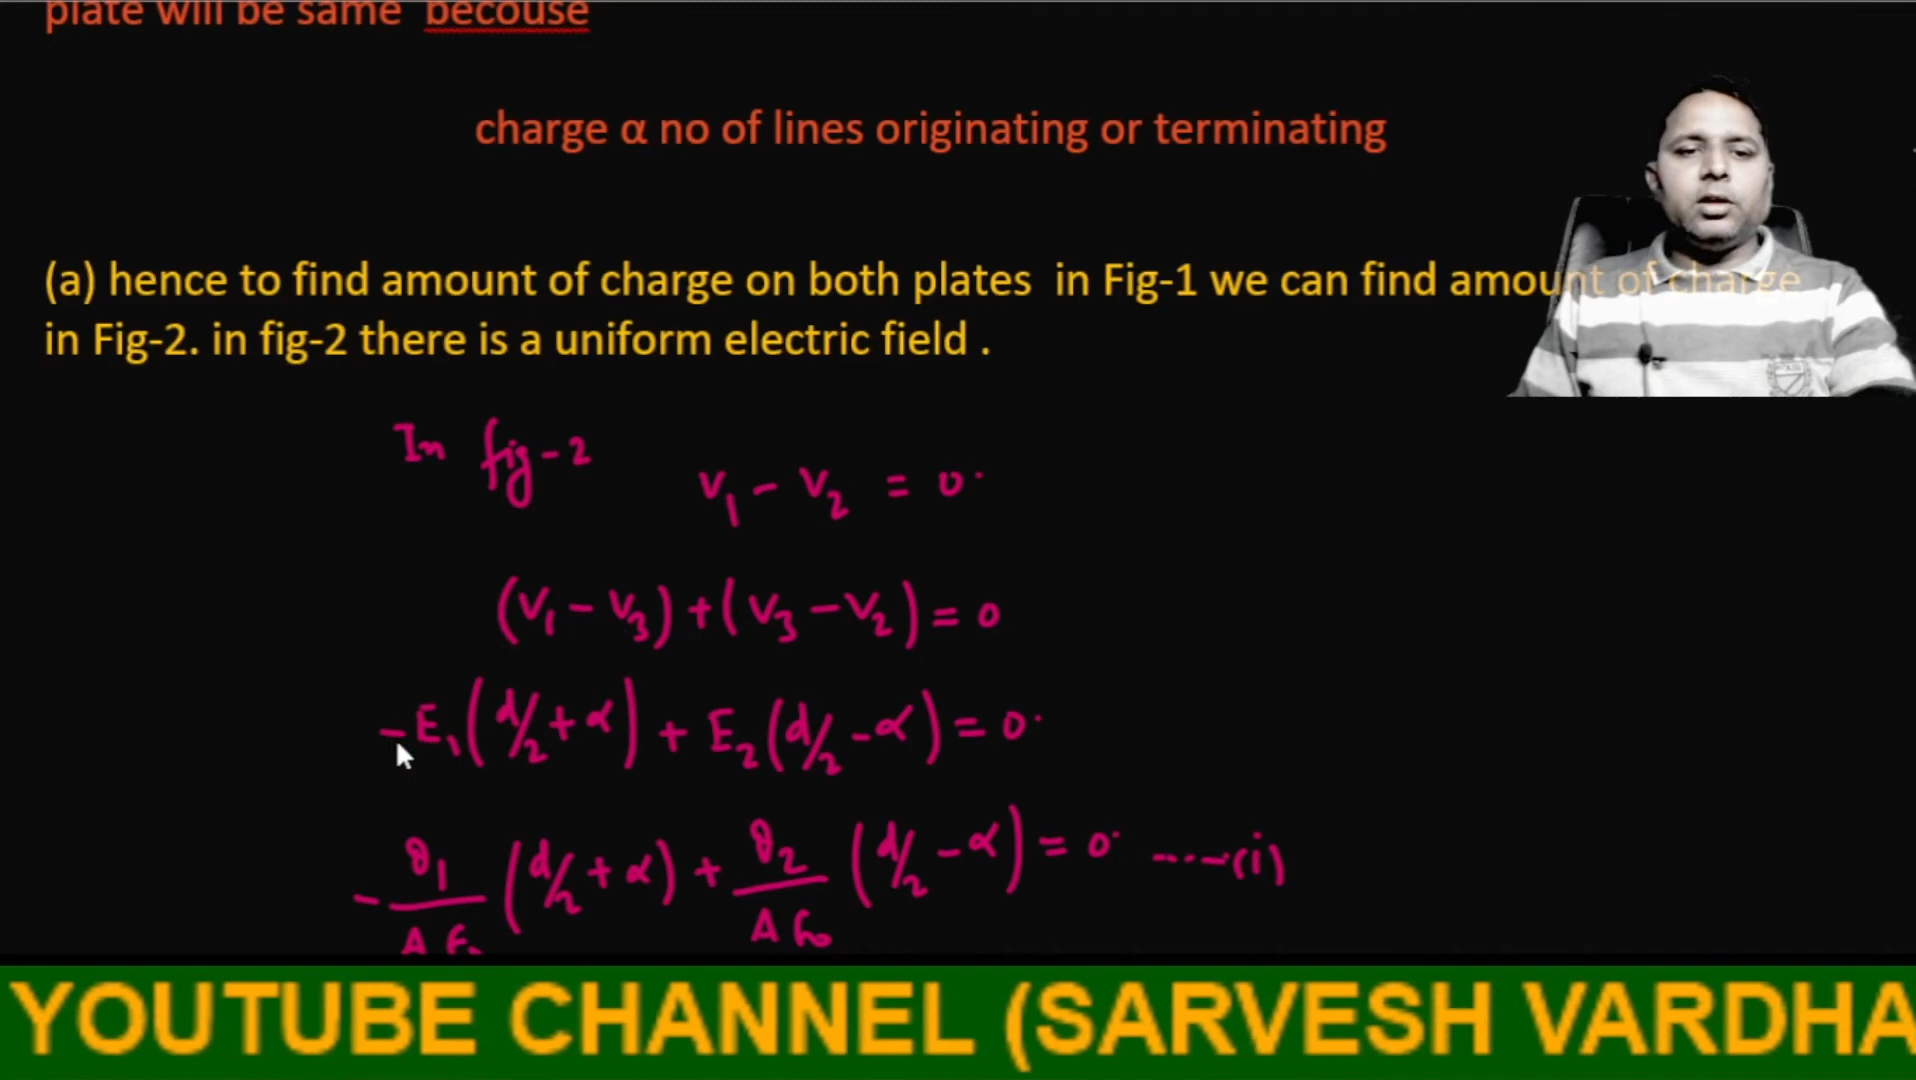 plate will be same becouse
charge α no of lines originating or terminating
(a) hence to find amount of charge on both plates in Fig-1 we can find amount of charge
in Fig-2. in fig-2 there is a uniform electric field .
In fig-2
V₁ - V₂ = 0.
(V₁ - V₃) + (V₃ - V₂) = 0
-E₁(d/2 + α) + E₂(d/2 - α) = 0.
-θ₁/Aε₀ (d/2 + α) + θ₂/Aε₀ (d/2 - α) = 0. ----(i)
YOUTUBE CHANNEL (SARVESH VARDHA